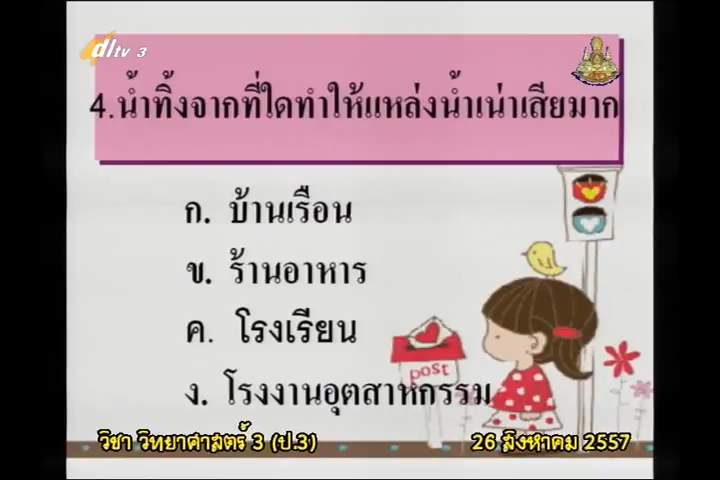 dltv 3
4.น้ำทิ้งจากที่ใดทำให้แหล่งน้ำเน่าเสียมาก
ก. บ้านเรือน
ข. ร้านอาหาร
ค. โรงเรียน
ง. โรงงานอุตสาหกรรม
post
วิชา วิทยาศาสตร์ 3 (ป.3)
26 สิงหาคม 2557